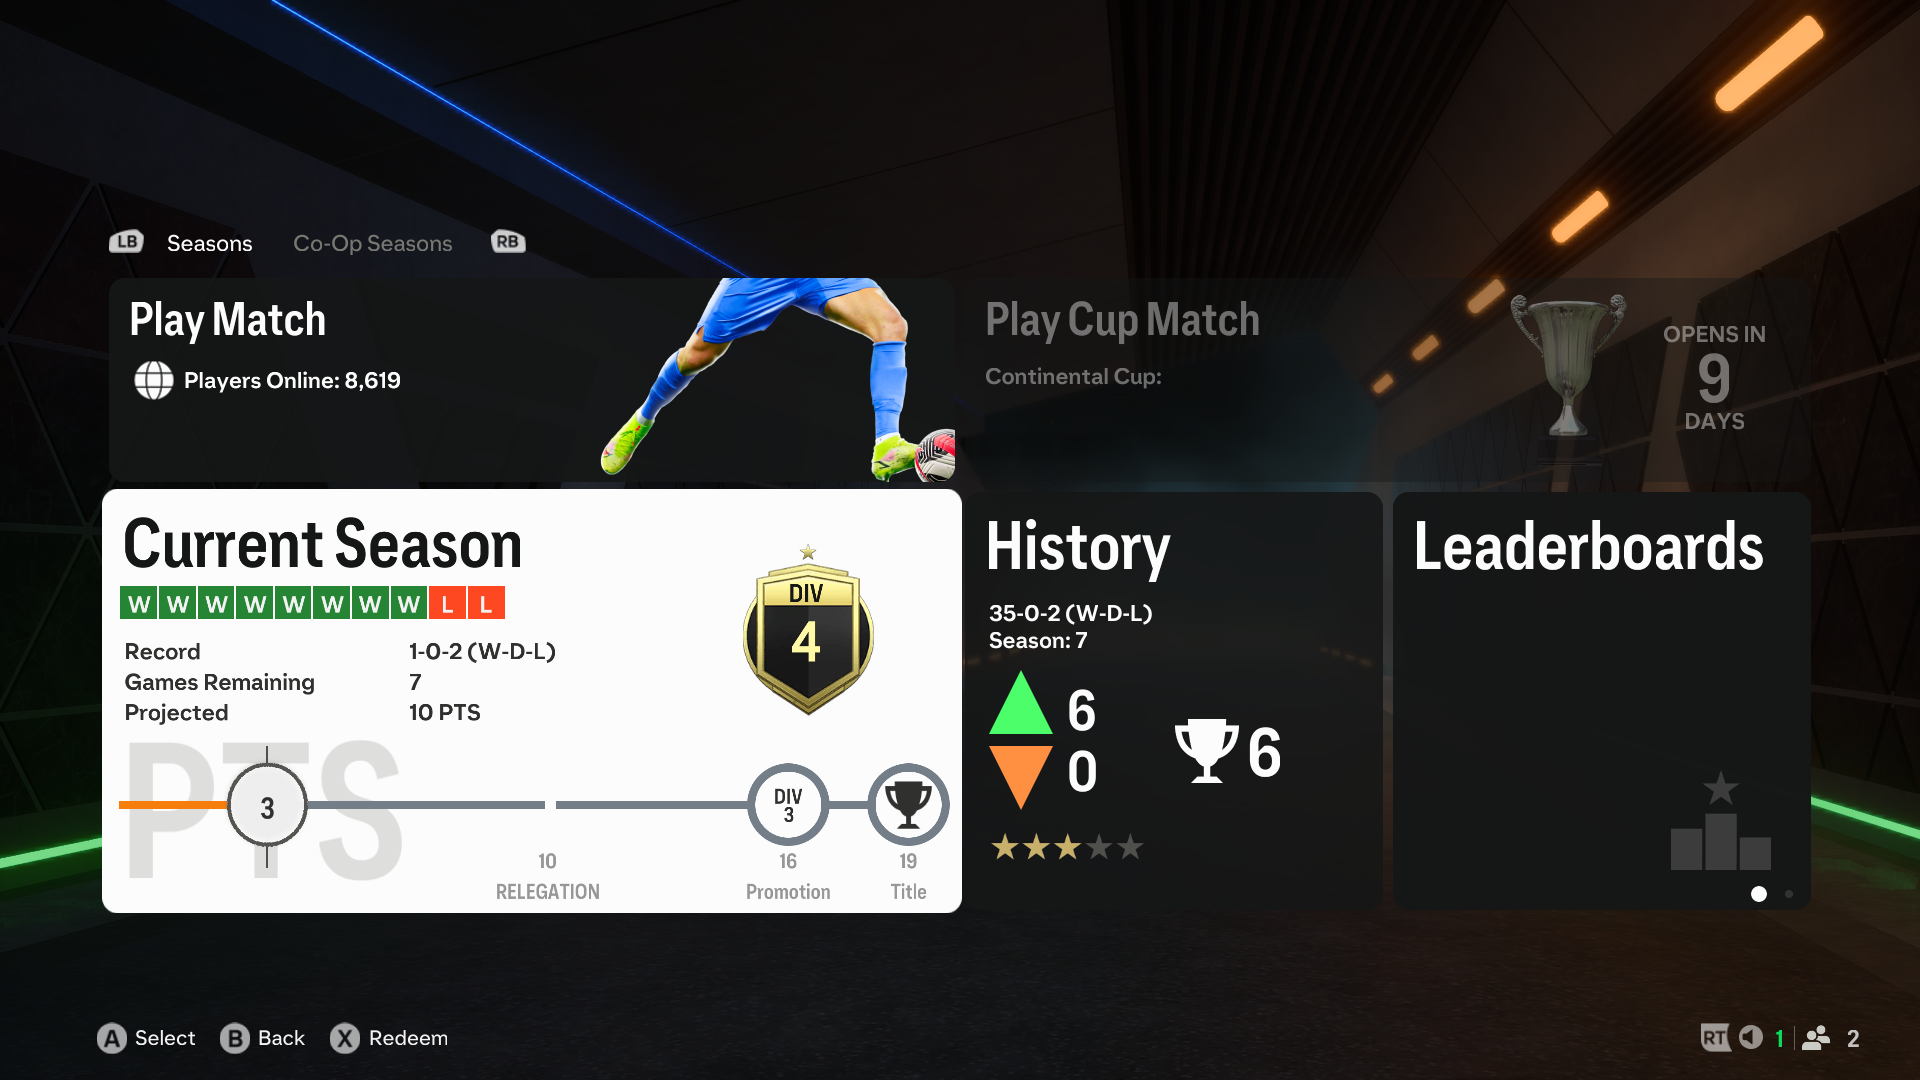 LB Seasons Co-Op Seasons RB
Play Match
Players Online: 8,619
Play Cup Match
Continental Cup:
OPENS IN
9
DAYS
Current Season
W W W W W W W W L L
Record 1-0-2 (W-D-L)
Games Remaining 7
Projected 10 PTS
DIV
4
PTS
3
DIV
3
10
RELEGATION
16
Promotion
19
Title
History
35-0-2 (W-D-L)
Season: 7
6
0
6
Leaderboards
A Select B Back X Redeem
RT 1 2